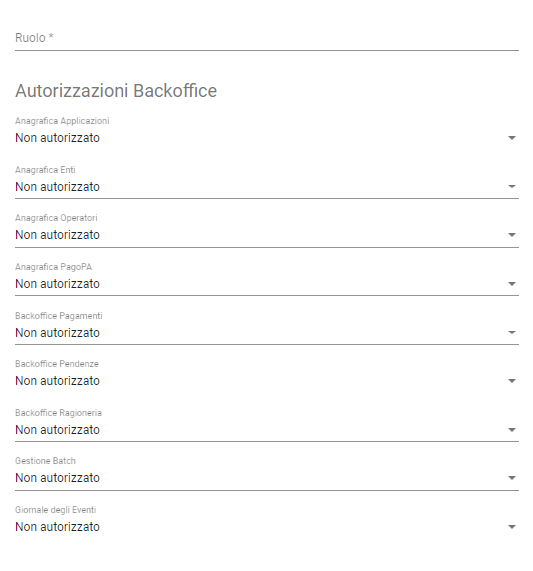 Ruolo *
Autorizzazioni Backoffice
Anagrafica Applicazioni
Non autorizzato
Anagrafica Enti
Non autorizzato
Anagrafica Operatori
Non autorizzato
Anagrafica PagoPA
Non autorizzato
Backoffice Pagamenti
Non autorizzato
Backoffice Pendenze
Non autorizzato
Backoffice Ragioneria
Non autorizzato
Gestione Batch
Non autorizzato
Giornale degli Eventi
Non autorizzato